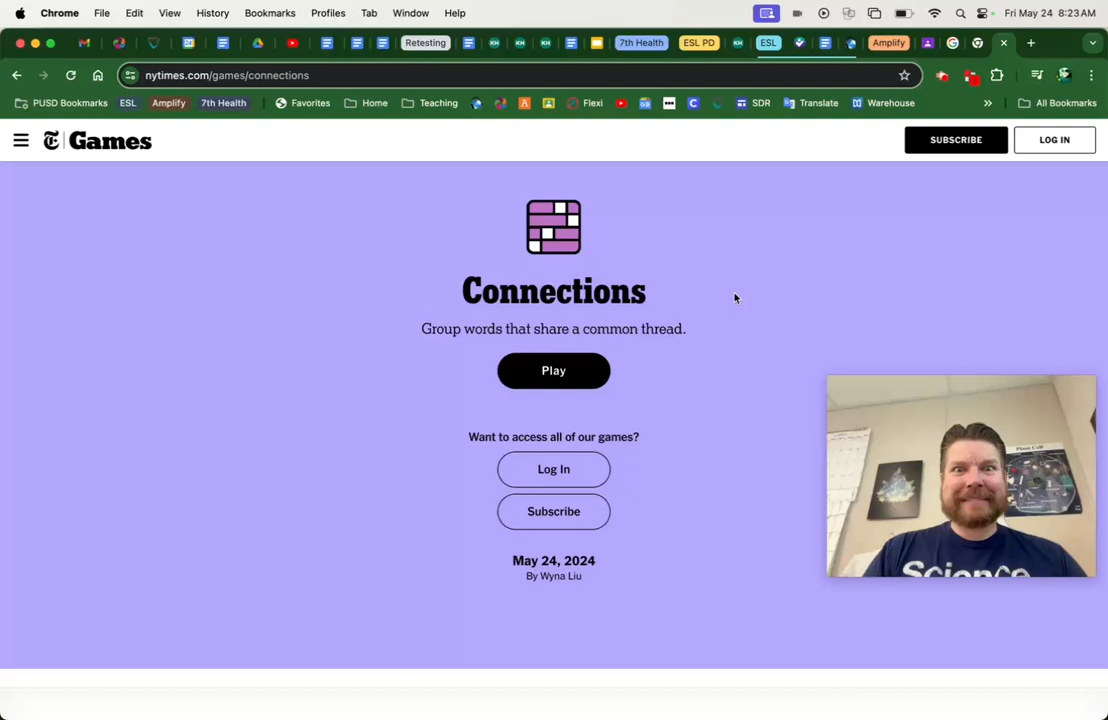 Chrome File Edit View History Bookmarks Profiles Tab Window Help Fri May 24 8:23 AM
Retesting 7th Health ESL PD ESL Amplify
nytimes.com/games/connections
PUSD Bookmarks ESL Amplify 7th Health Favorites Home Teaching Flexi SDR Translate Warehouse » All Bookmarks
Games SUBSCRIBE LOG IN
Connections
Group words that share a common thread.
Play
Want to access all of our games?
Log In
Subscribe
May 24, 2024
By Wyna Liu
Plant Cell
Science